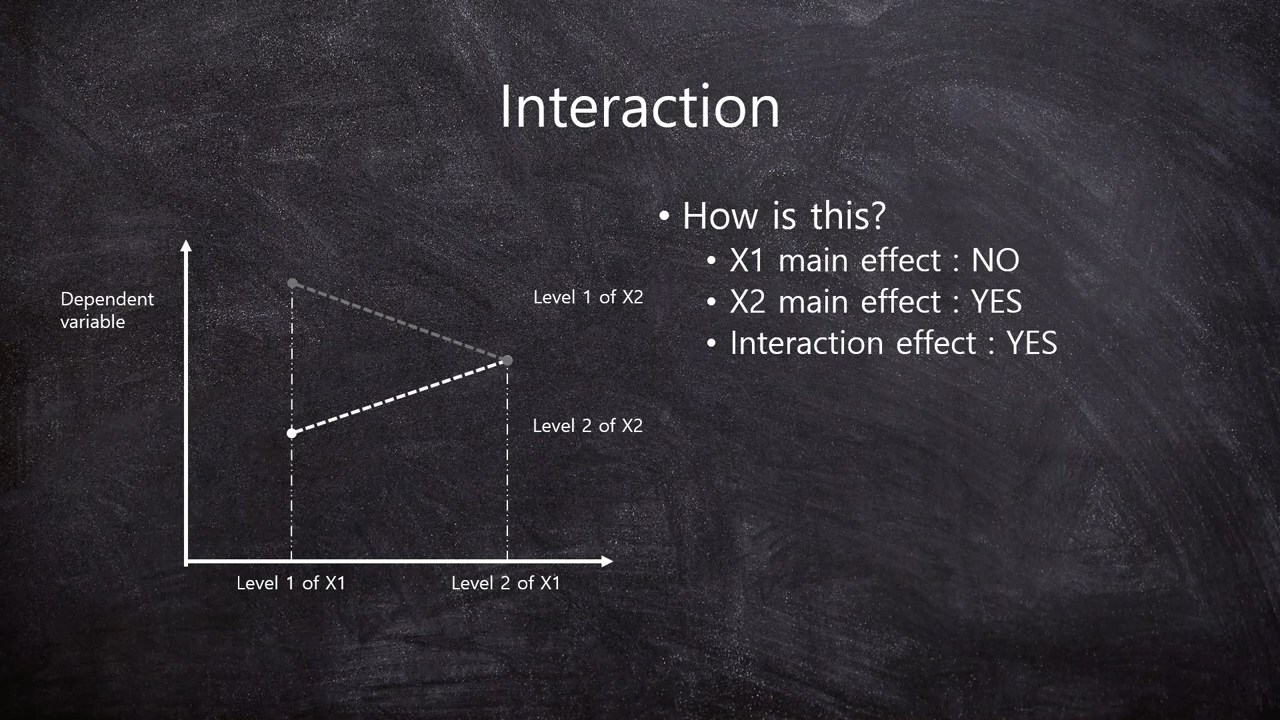 Interaction
• How is this?
• X1 main effect : NO
• X2 main effect : YES
• Interaction effect : YES
Dependent
variable
Level 1 of X2
Level 2 of X2
Level 1 of X1
Level 2 of X1